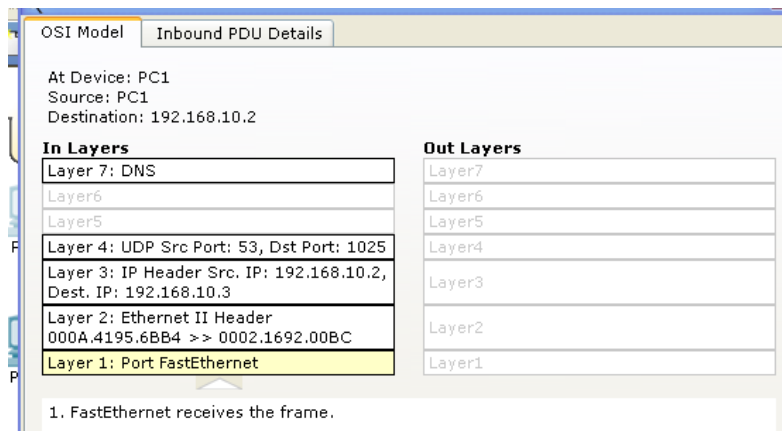 OSI Model
Inbound PDU Details
At Device: PC1
Source: PC1
Destination: 192.168.10.2
In Layers
Out Layers
Layer 7: DNS
Layer7
Layer6
Layer6
Layer5
Layer5
Layer 4: UDP Src Port: 53, Dst Port: 1025
Layer4
Layer 3: IP Header Src. IP: 192.168.10.2,
Dest. IP: 192.168.10.3
Layer3
Layer 2: Ethernet II Header
000A.4195.6BB4 >> 0002.1692.00BC
Layer2
Layer 1: Port FastEthernet
Layer1
1. FastEthernet receives the frame.